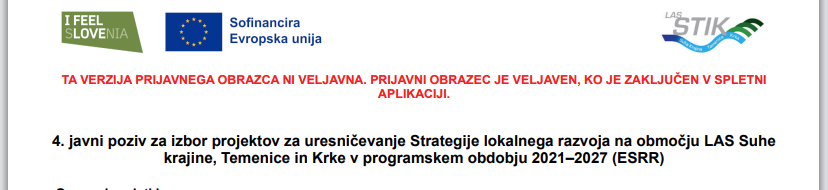 I FEEL
SLOVENIA
Sofinancira
Evropska unija
LAS
STIK
TA VERZIJA PRIJAVNEGA OBRAZCA NI VELJAVNA. PRIJAVNI OBRAZEC JE VELJAVEN, KO JE ZAKLJUČEN V SPLETNI
APLIKACIJI.
4. javni poziv za izbor projektov za uresničevanje Strategije lokalnega razvoja na območju LAS Suhe
krajine, Temenice in Krke v programskem obdobju 2021–2027 (ESRR)